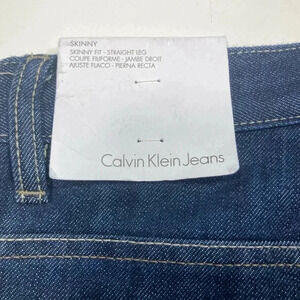 SKINNY
SKINNY FIT - STRAIGHT LEG
COUPE FILIFORME - JAMBE DROIT
AJUSTE FLACO - PIERNA RECTA
Calvin Klein Jeans